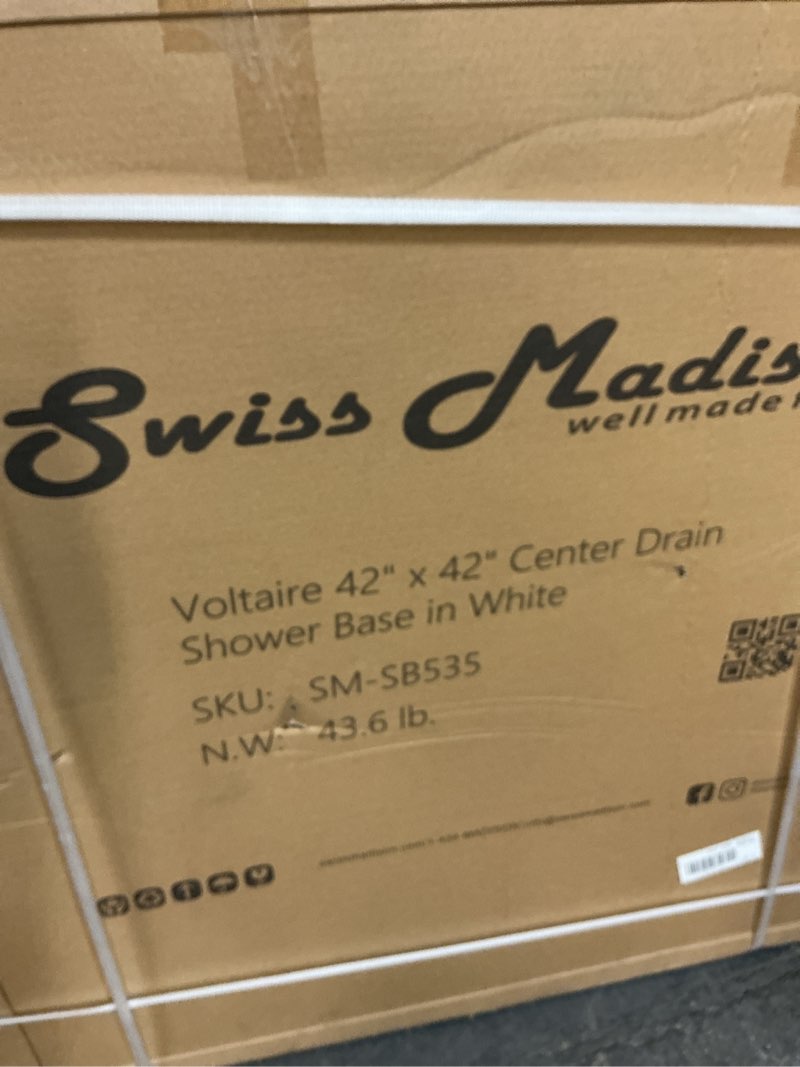 Swiss Madis
well made
Voltaire 42" x 42" Center Drain
Shower Base in White
SKU: SM-SB535
N.W: 43.6 lb.